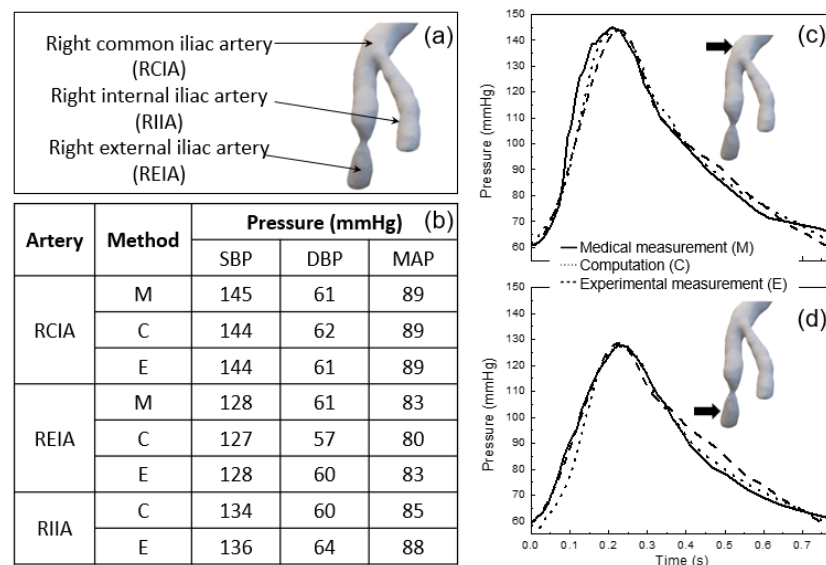 (a)
Right common iliac artery
(RCIA)
Right internal iliac artery
(RIIA)
Right external iliac artery
(REIA)
Artery Method Pressure (mmHg) (b)
SBP DBP MAP
RCIA M 145 61 89
C 144 62 89
E 144 61 89
REIA M 128 61 83
C 127 57 80
E 128 60 83
RIIA C 134 60 85
E 136 64 88
(c)
Pressure (mmHg)
150
140
130
120
110
100
90
80
70
60
Medical measurement (M)
Computation (C)
Experimental measurement (E)
(d)
Pressure (mmHg)
150
140
130
120
110
100
90
80
70
60
0.0 0.1 0.2 0.3 0.4 0.5 0.6 0.7
Time (s)